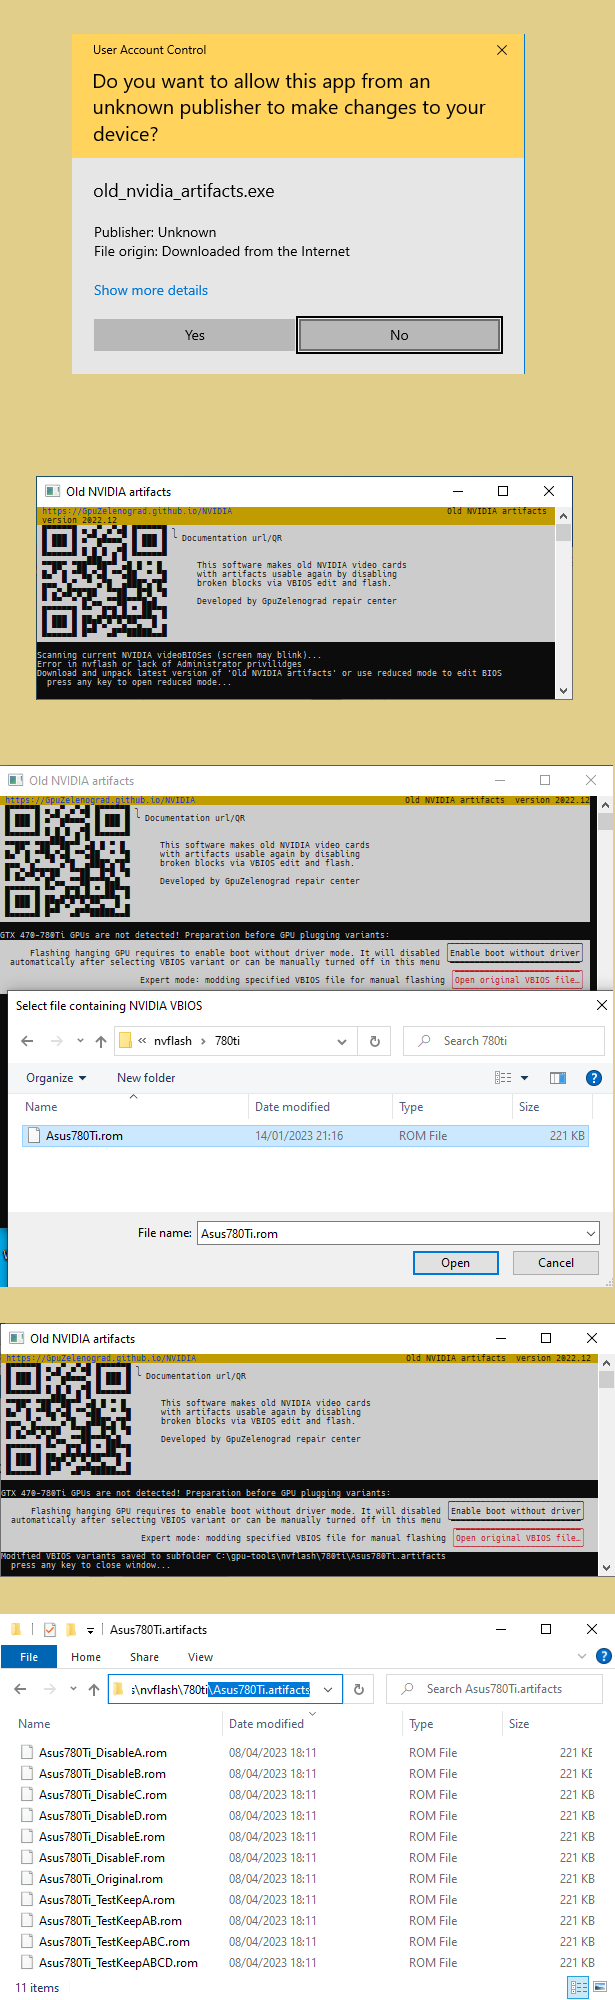 User Account Control
Do you want to allow this app from an
unknown publisher to make changes to your
device?
old_nvidia_artifacts.exe
Publisher: Unknown
File origin: Downloaded from the Internet
Show more details
Yes No
Old NVIDIA artifacts
https://GpuZelenograd.github.io/NVIDIA Old NVIDIA artifacts
version 2022.12
Documentation url/QR
This software makes old NVIDIA video cards
with artifacts usable again by disabling
broken blocks via VBIOS edit and flash.
Developed by GpuZelenograd repair center
Scanning current NVIDIA videoBIOSes (screen may blink)...
Error in nvflash or lack of Administrator privilidges
Download and unpack latest version of 'Old NVIDIA artifacts' or use reduced mode to edit BIOS
press any key to open reduced mode...
Old NVIDIA artifacts
https://GpuZelenograd.github.io/NVIDIA Old NVIDIA artifacts version 2022.12
Documentation url/QR
This software makes old NVIDIA video cards
with artifacts usable again by disabling
broken blocks via VBIOS edit and flash.
Developed by GpuZelenograd repair center
GTX 470-780Ti GPUs are not detected! Preparation before GPU plugging variants:
Flashing hanging GPU requires to enable boot without driver mode. It will disabled Enable boot without driver
automatically after selecting VBIOS variant or can be manually turned off in this menu
Expert mode: modding specified VBIOS file for manual flashing Open original VBIOS file…
Select file containing NVIDIA VBIOS
« nvflash › 780ti Search 780ti
Organize New folder
Name Date modified Type Size
Asus780Ti.rom 14/01/2023 21:16 ROM File 221 KB
File name: Asus780Ti.rom
Open Cancel
Old NVIDIA artifacts
https://GpuZelenograd.github.io/NVIDIA Old NVIDIA artifacts version 2022.12
Documentation url/QR
This software makes old NVIDIA video cards
with artifacts usable again by disabling
broken blocks via VBIOS edit and flash.
Developed by GpuZelenograd repair center
GTX 470-780Ti GPUs are not detected! Preparation before GPU plugging variants:
Flashing hanging GPU requires to enable boot without driver mode. It will disabled Enable boot without driver
automatically after selecting VBIOS variant or can be manually turned off in this menu
Expert mode: modding specified VBIOS file for manual flashing Open original VBIOS file…
Modified VBIOS variants saved to subfolder C:\gpu-tools\nvflash\780ti\Asus780Ti.artifacts
press any key to close window...
Asus780Ti.artifacts
File Home Share View
s\nvflash\780ti\Asus780Ti.artifacts Search Asus780Ti.artifacts
Name Date modified Type Size
Asus780Ti_DisableA.rom 08/04/2023 18:11 ROM File 221 KB
Asus780Ti_DisableB.rom 08/04/2023 18:11 ROM File 221 KB
Asus780Ti_DisableC.rom 08/04/2023 18:11 ROM File 221 KB
Asus780Ti_DisableD.rom 08/04/2023 18:11 ROM File 221 KB
Asus780Ti_DisableE.rom 08/04/2023 18:11 ROM File 221 KB
Asus780Ti_DisableF.rom 08/04/2023 18:11 ROM File 221 KB
Asus780Ti_Original.rom 08/04/2023 18:11 ROM File 221 KB
Asus780Ti_TestKeepA.rom 08/04/2023 18:11 ROM File 221 KB
Asus780Ti_TestKeepAB.rom 08/04/2023 18:11 ROM File 221 KB
Asus780Ti_TestKeepABC.rom 08/04/2023 18:11 ROM File 221 KB
Asus780Ti_TestKeepABCD.rom 08/04/2023 18:11 ROM File 221 KB
11 items